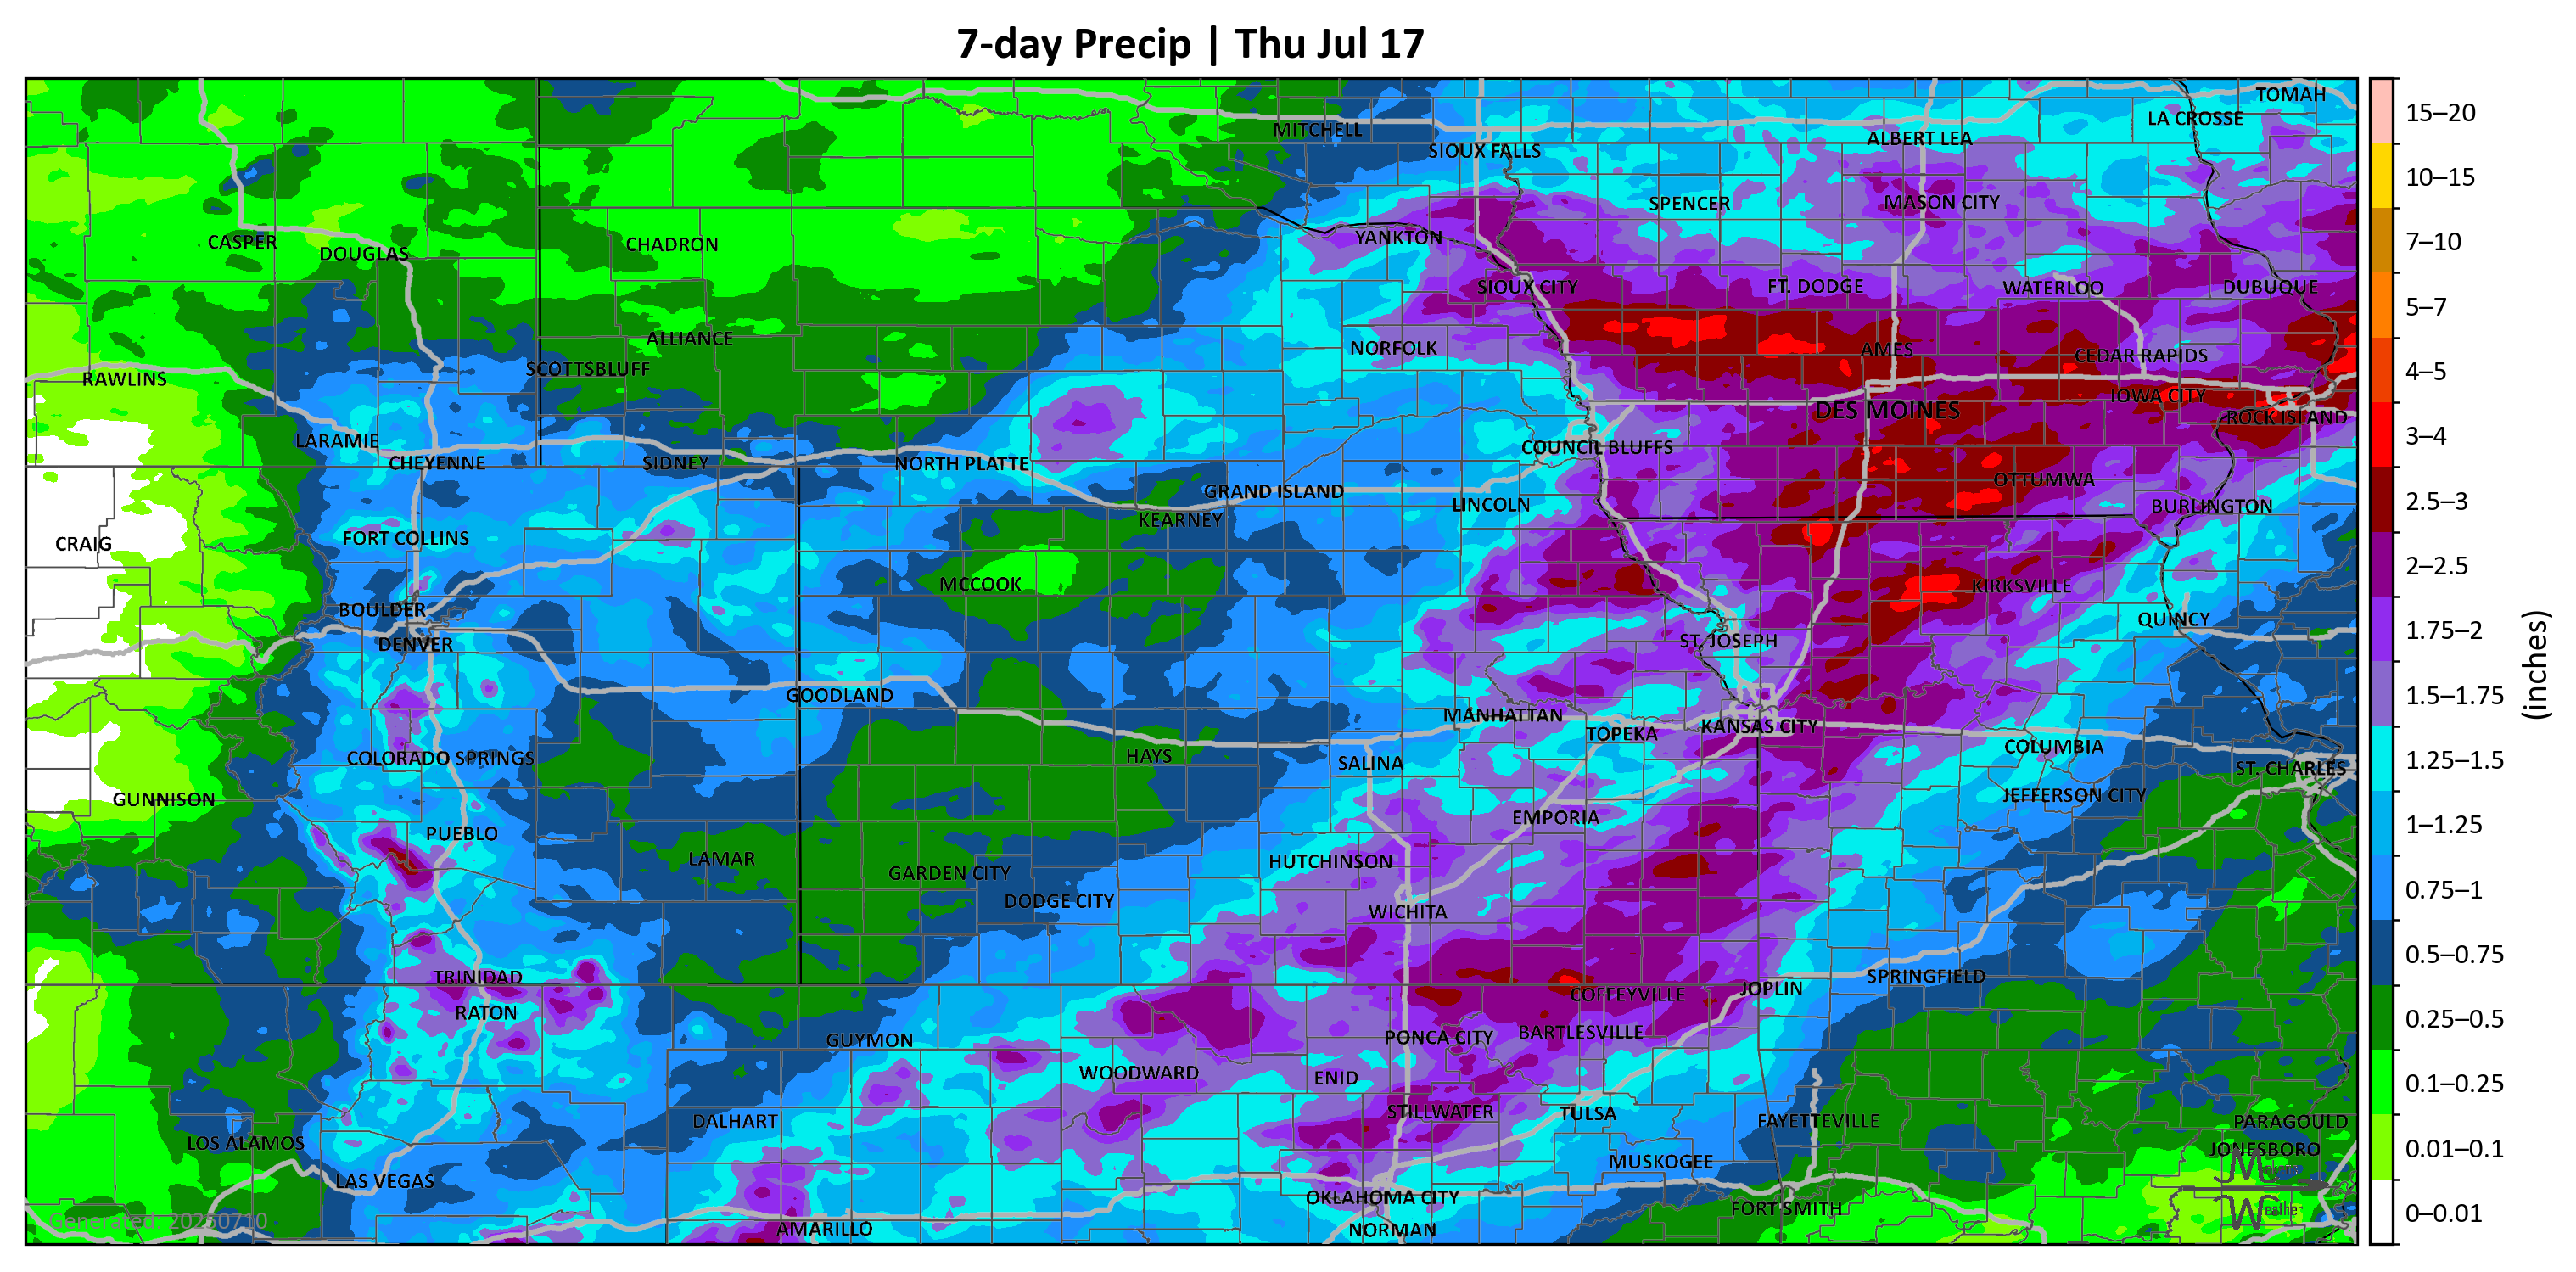 7-day Precip | Thu Jul 17
TOMAH
LA CROSSE
MITCHELL
ALBERT LEA
SIOUX FALLS
SPENCER
MASON CITY
YANKTON
CASPER
CHADRON
DOUGLAS
SIOUX CITY
FT. DODGE
WATERLOO
DUBUQUE
ALLIANCE
NORFOLK
AMES
CEDAR RAPIDS
SCOTTSBLUFF
RAWLINS
IOWA CITY
DES MOINES
ROCK ISLAND
LARAMIE
COUNCIL BLUFFS
CHEYENNE
SIDNEY
NORTH PLATTE
OTTUMWA
GRAND ISLAND
LINCOLN
BURLINGTON
KEARNEY
FORT COLLINS
CRAIG
MCCOOK
KIRKSVILLE
BOULDER
QUINCY
DENVER
ST. JOSEPH
GOODLAND
MANHATTAN
KANSAS CITY
TOPEKA
COLUMBIA
COLORADO SPRINGS
HAYS
SALINA
ST. CHARLES
GUNNISON
JEFFERSON CITY
EMPORIA
PUEBLO
LAMAR
HUTCHINSON
GARDEN CITY
DODGE CITY
WICHITA
TRINIDAD
SPRINGFIELD
JOPLIN
COFFEYVILLE
RATON
BARTLESVILLE
PONCA CITY
GUYMON
WOODWARD
ENID
STILLWATER
TULSA
DALHART
FAYETTEVILLE
PARAGOULD
LOS ALAMOS
JONESBORO
MUSKOGEE
LAS VEGAS
OKLAHOMA CITY
FORT SMITH
AMARILLO
NORMAN
Generated: 20250710
Weather
15–20
10–15
7–10
5–7
4–5
3–4
2.5–3
2–2.5
1.75–2
1.5–1.75
1.25–1.5
1–1.25
0.75–1
0.5–0.75
0.25–0.5
0.1–0.25
0.01–0.1
0–0.01
(inches)